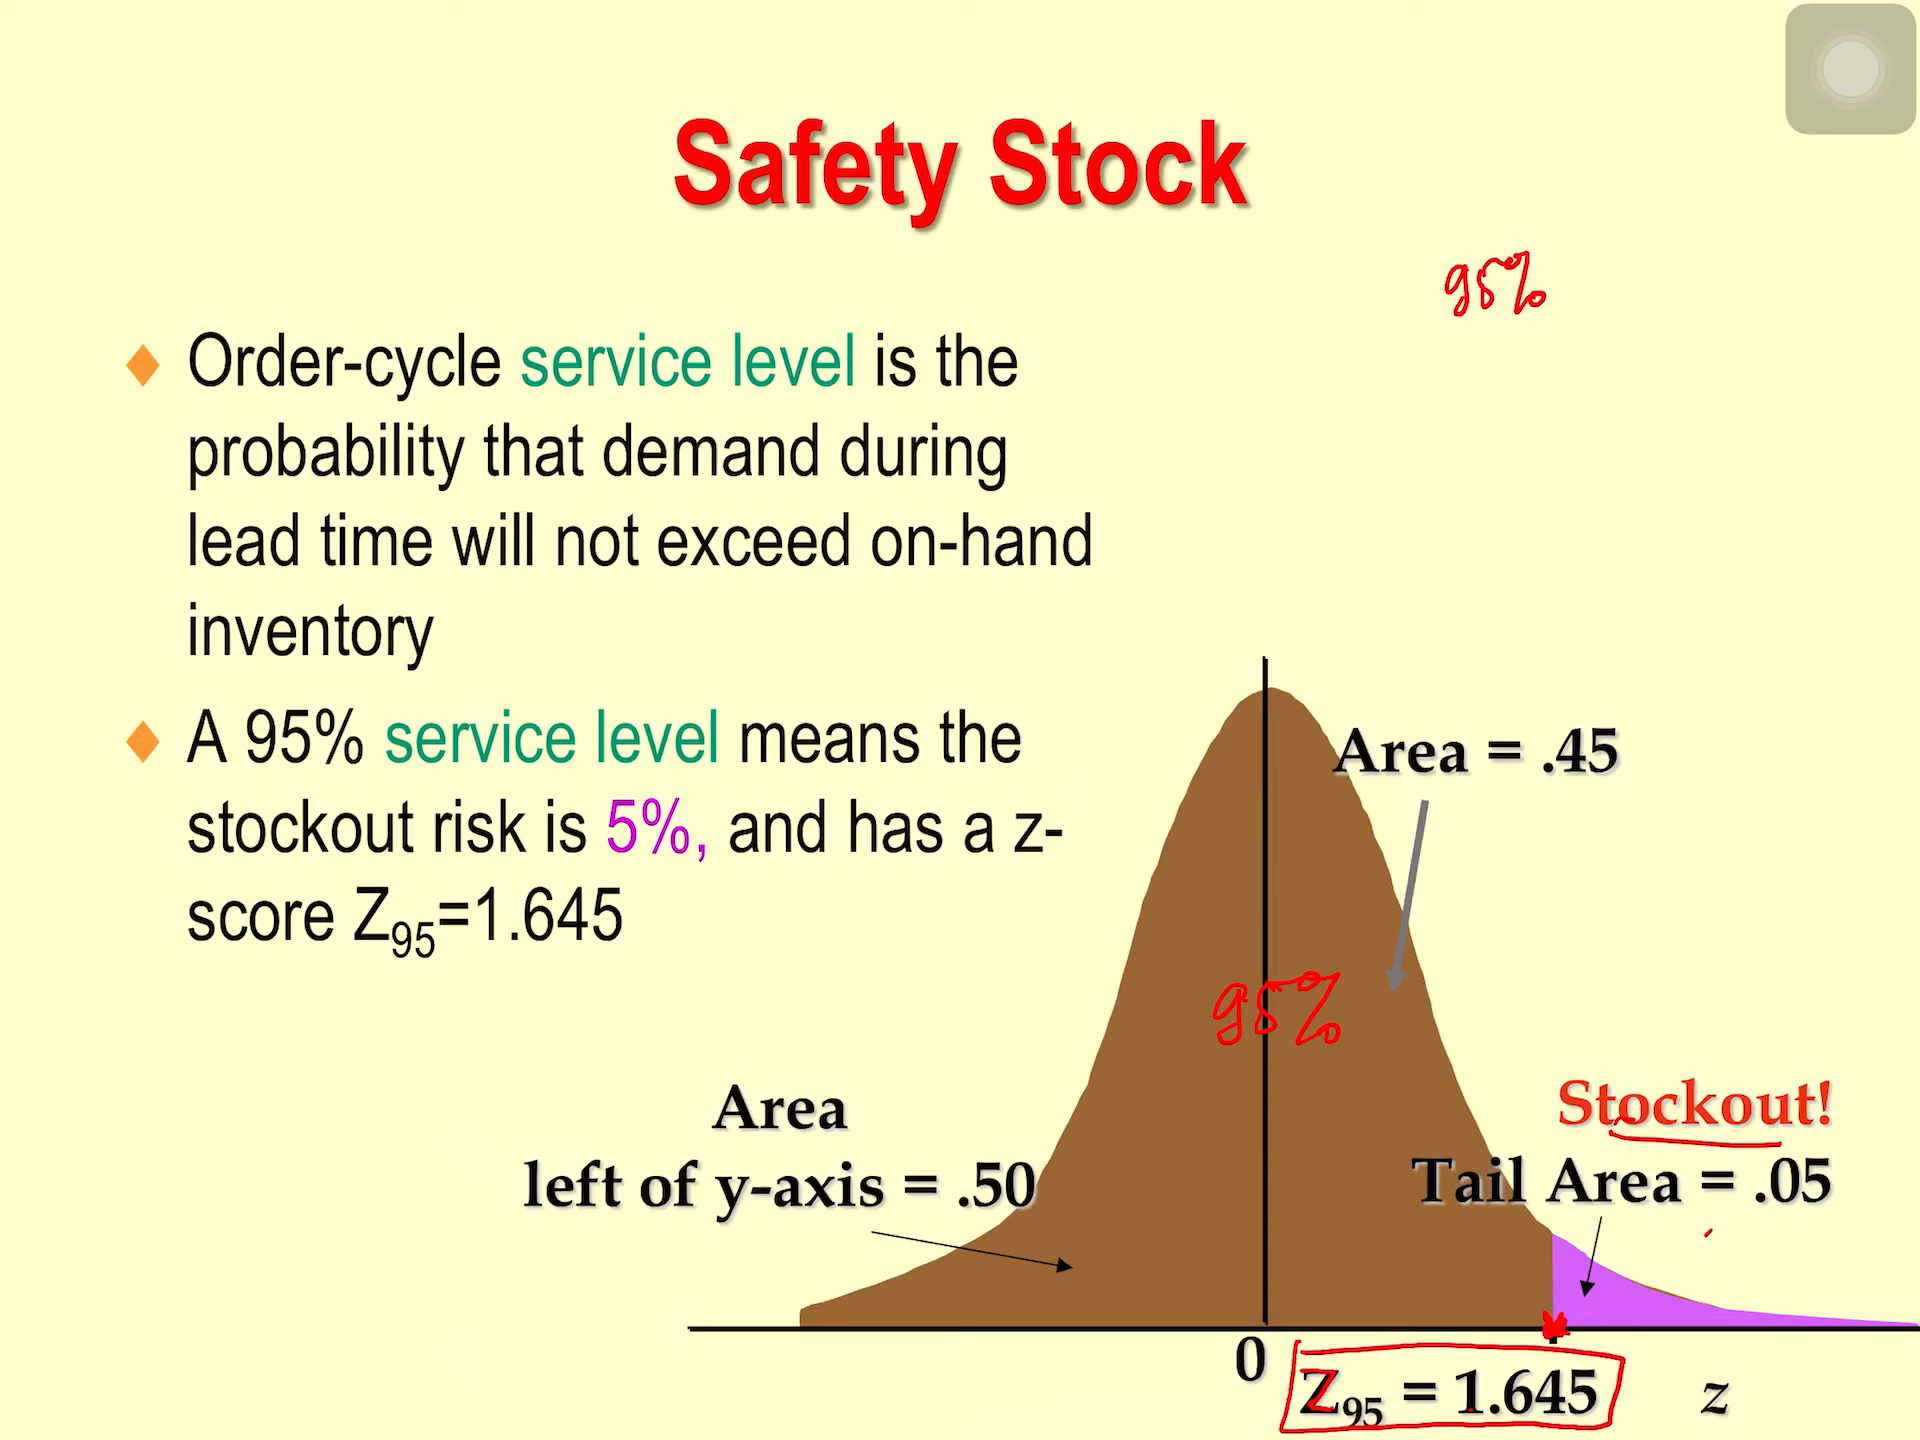 Safety Stock
95%
Order-cycle service level is the
probability that demand during
lead time will not exceed on-hand
inventory
A 95% service level means the
stockout risk is 5%, and has a z-
score Z95=1.645
Area = .45
95%
Area
left of y-axis = .50
Stockout!
Tail Area = .05
0
Z95 = 1.645
z